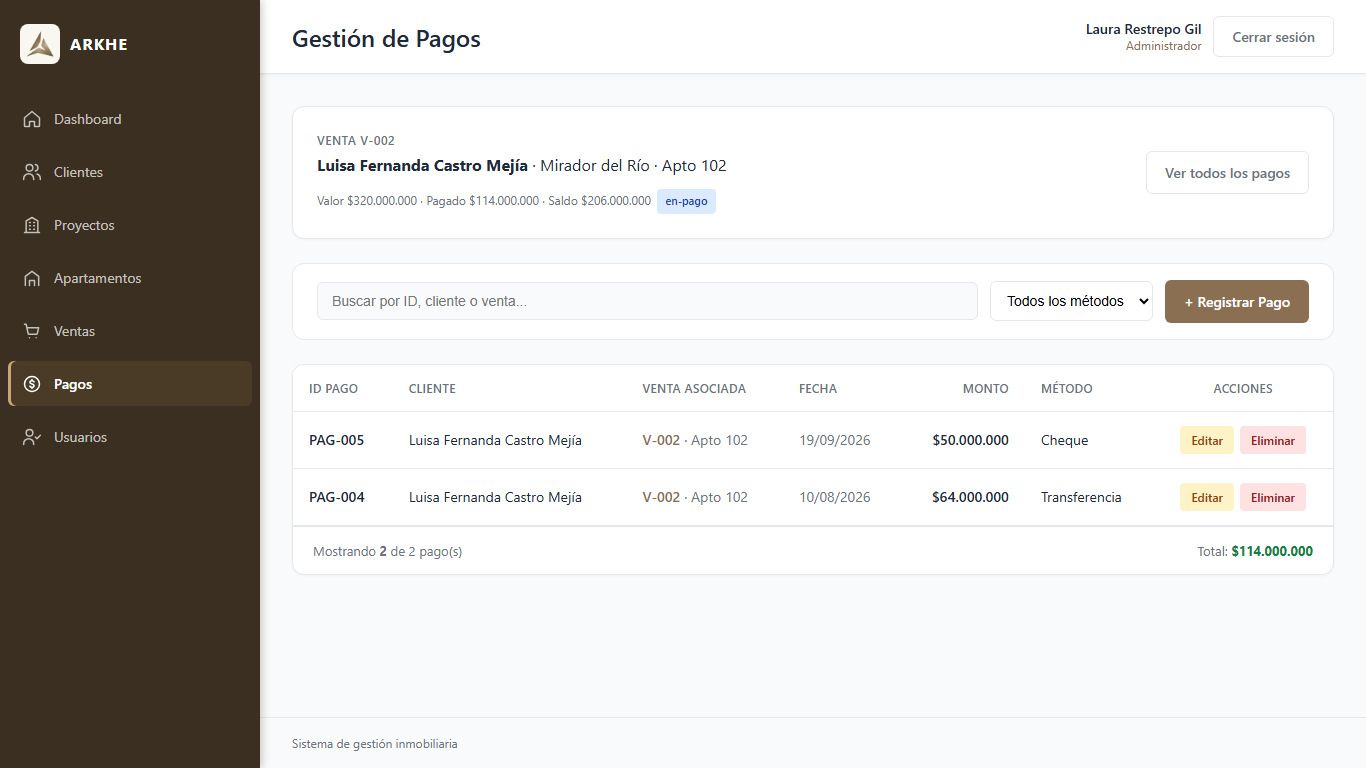 ARKHE
Dashboard
Clientes
Proyectos
Apartamentos
Ventas
Pagos
Usuarios
Gestión de Pagos
Laura Restrepo Gil
Administrador
Cerrar sesión
VENTA V-002
Luisa Fernanda Castro Mejía · Mirador del Río · Apto 102
Valor $320.000.000 · Pagado $114.000.000 · Saldo $206.000.000 en-pago
Ver todos los pagos
Buscar por ID, cliente o venta...
Todos los métodos
+ Registrar Pago
ID PAGO CLIENTE VENTA ASOCIADA FECHA MONTO MÉTODO ACCIONES
PAG-005 Luisa Fernanda Castro Mejía V-002 · Apto 102 19/09/2026 $50.000.000 Cheque Editar Eliminar
PAG-004 Luisa Fernanda Castro Mejía V-002 · Apto 102 10/08/2026 $64.000.000 Transferencia Editar Eliminar
Mostrando 2 de 2 pago(s) Total: $114.000.000
Sistema de gestión inmobiliaria